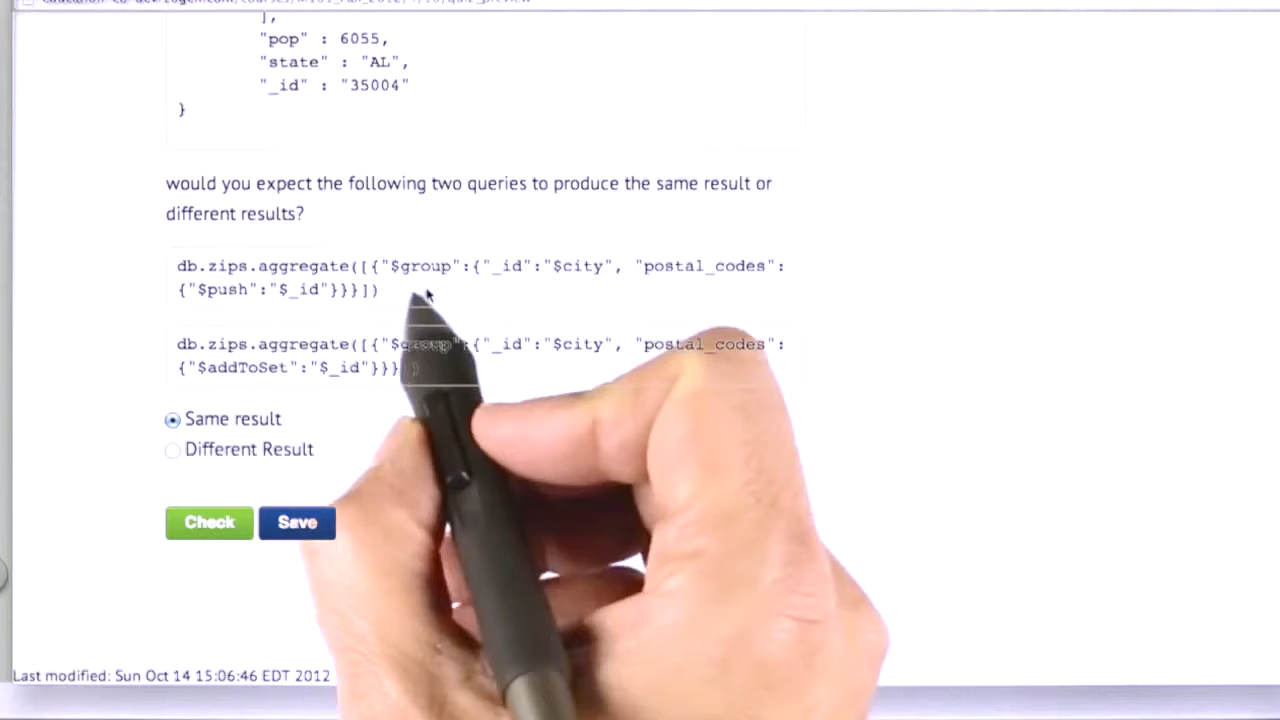 ],
"pop" : 6055,
"state" : "AL",
"_id" : "35004"
}
would you expect the following two queries to produce the same result or
different results?
db.zips.aggregate([{"$group":{"_id":"$city", "postal_codes":
{"$push":"$_id"}}}])
db.zips.aggregate([{"$group":{"_id":"$city", "postal_codes":
{"$addToSet":"$_id"}}}
Same result
Different Result
Check Save
Last modified: Sun Oct 14 15:06:46 EDT 2012